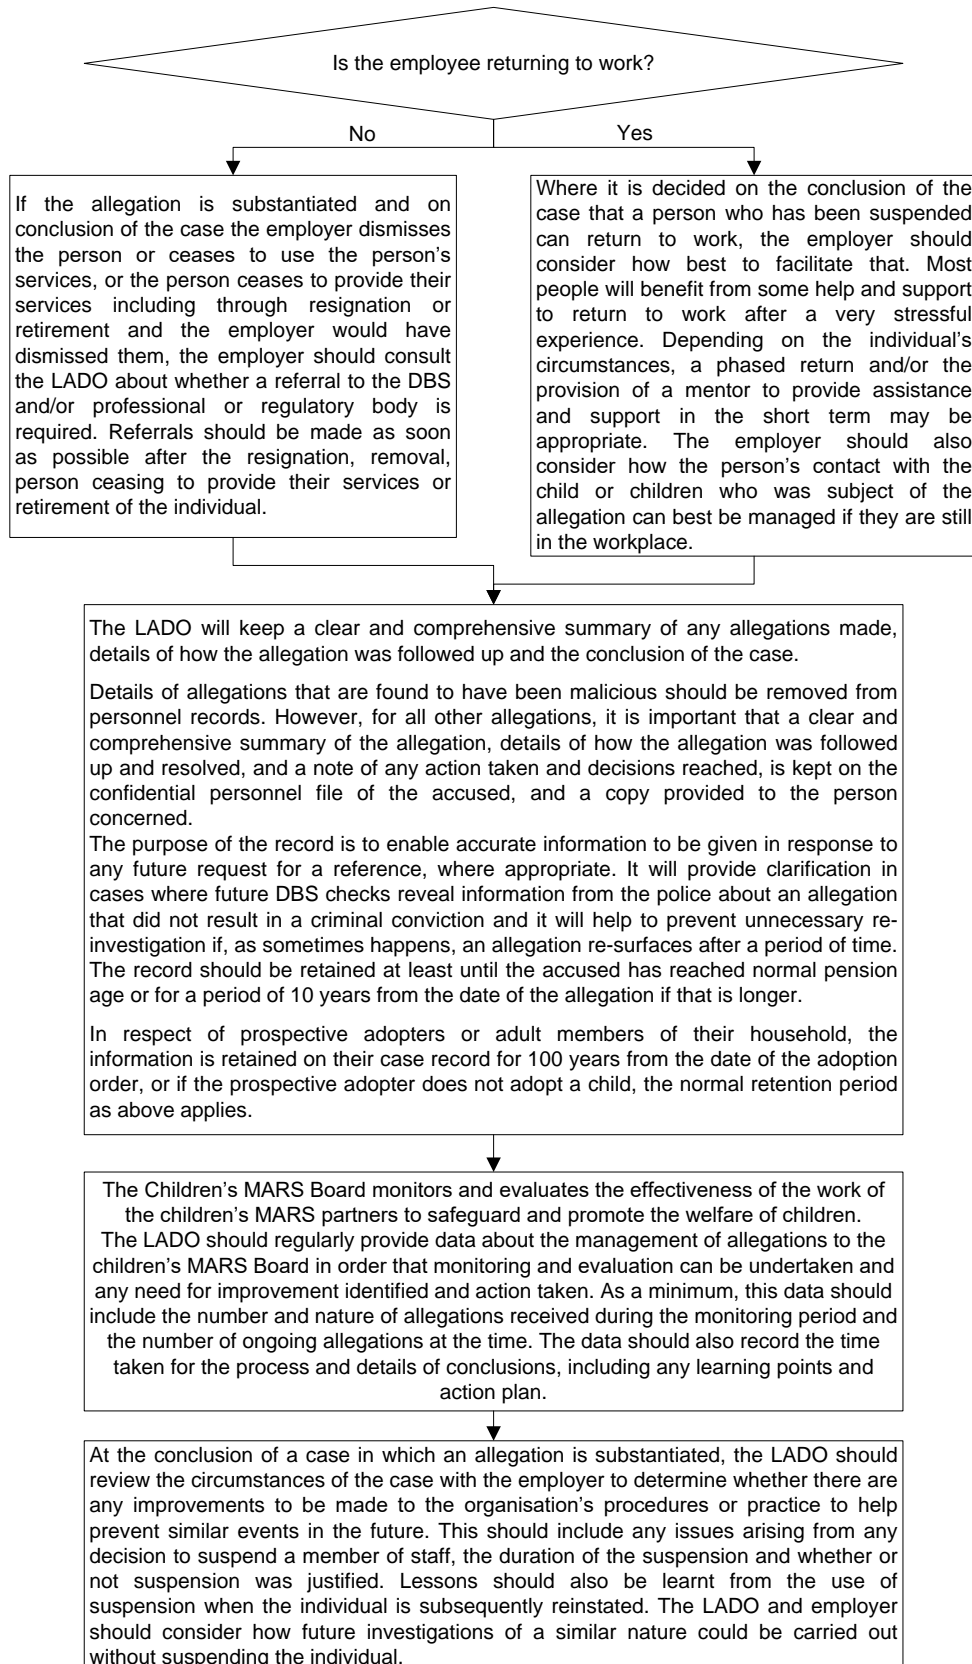 Is the employee returning to work?
No
Yes
If the allegation is substantiated and on
conclusion of the case the employer dismisses
the person or ceases to use the person's
services, or the person ceases to provide their
services including through resignation or
retirement and the employer would have
dismissed them, the employer should consult
the LADO about whether a referral to the DBS
and/or professional or regulatory body is
required. Referrals should be made as soon
as possible after the resignation, removal,
person ceasing to provide their services or
retirement of the individual.
Where it is decided on the conclusion of the
case that a person who has been suspended
can return to work, the employer should
consider how best to facilitate that. Most
people will benefit from some help and support
to return to work after a very stressful
experience. Depending on the individual's
circumstances, a phased return and/or the
provision of a mentor to provide assistance
and support in the short term may be
appropriate. The employer should also
consider how the person's contact with the
child or children who was subject of the
allegation can best be managed if they are still
in the workplace.
The LADO will keep a clear and comprehensive summary of any allegations made,
details of how the allegation was followed up and the conclusion of the case.
Details of allegations that are found to have been malicious should be removed from
personnel records. However, for all other allegations, it is important that a clear and
comprehensive summary of the allegation, details of how the allegation was followed
up and resolved, and a note of any action taken and decisions reached, is kept on the
confidential personnel file of the accused, and a copy provided to the person
concerned.
The purpose of the record is to enable accurate information to be given in response to
any future request for a reference, where appropriate. It will provide clarification in
cases where future DBS checks reveal information from the police about an allegation
that did not result in a criminal conviction and it will help to prevent unnecessary re-
investigation if, as sometimes happens, an allegation re-surfaces after a period of time.
The record should be retained at least until the accused has reached normal pension
age or for a period of 10 years from the date of the allegation if that is longer.
In respect of prospective adopters or adult members of their household, the
information is retained on their case record for 100 years from the date of the adoption
order, or if the prospective adopter does not adopt a child, the normal retention period
as above applies.
The Children's MARS Board monitors and evaluates the effectiveness of the work of
the children's MARS partners to safeguard and promote the welfare of children.
The LADO should regularly provide data about the management of allegations to the
children's MARS Board in order that monitoring and evaluation can be undertaken and
any need for improvement identified and action taken. As a minimum, this data should
include the number and nature of allegations received during the monitoring period and
the number of ongoing allegations at the time. The data should also record the time
taken for the process and details of conclusions, including any learning points and
action plan.
At the conclusion of a case in which an allegation is substantiated, the LADO should
review the circumstances of the case with the employer to determine whether there are
any improvements to be made to the organisation's procedures or practice to help
prevent similar events in the future. This should include any issues arising from any
decision to suspend a member of staff, the duration of the suspension and whether or
not suspension was justified. Lessons should also be learnt from the use of
suspension when the individual is subsequently reinstated. The LADO and employer
should consider how future investigations of a similar nature could be carried out
without suspending the individual.